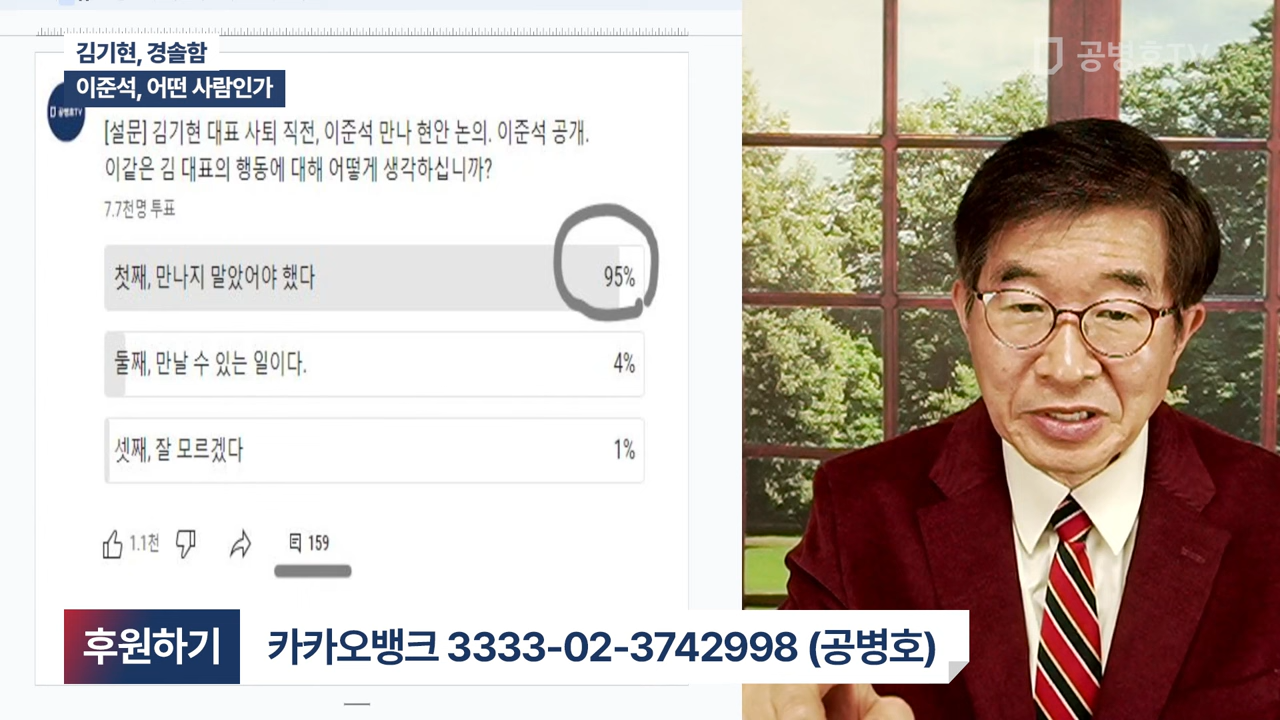 김기현, 경솔함
이준석, 어떤 사람인가
공병호TV
공병호TV
[설문] 김기현 대표 사퇴 직전, 이준석 만나 현안 논의. 이준석 공개.
이같은 김 대표의 행동에 대해 어떻게 생각하십니까?
7.7천명 투표
첫째, 만나지 말았어야 했다 95%
둘째, 만날 수 있는 일이다. 4%
셋째, 잘 모르겠다 1%
1.1천 159
후원하기 카카오뱅크 3333-02-3742998 (공병호)